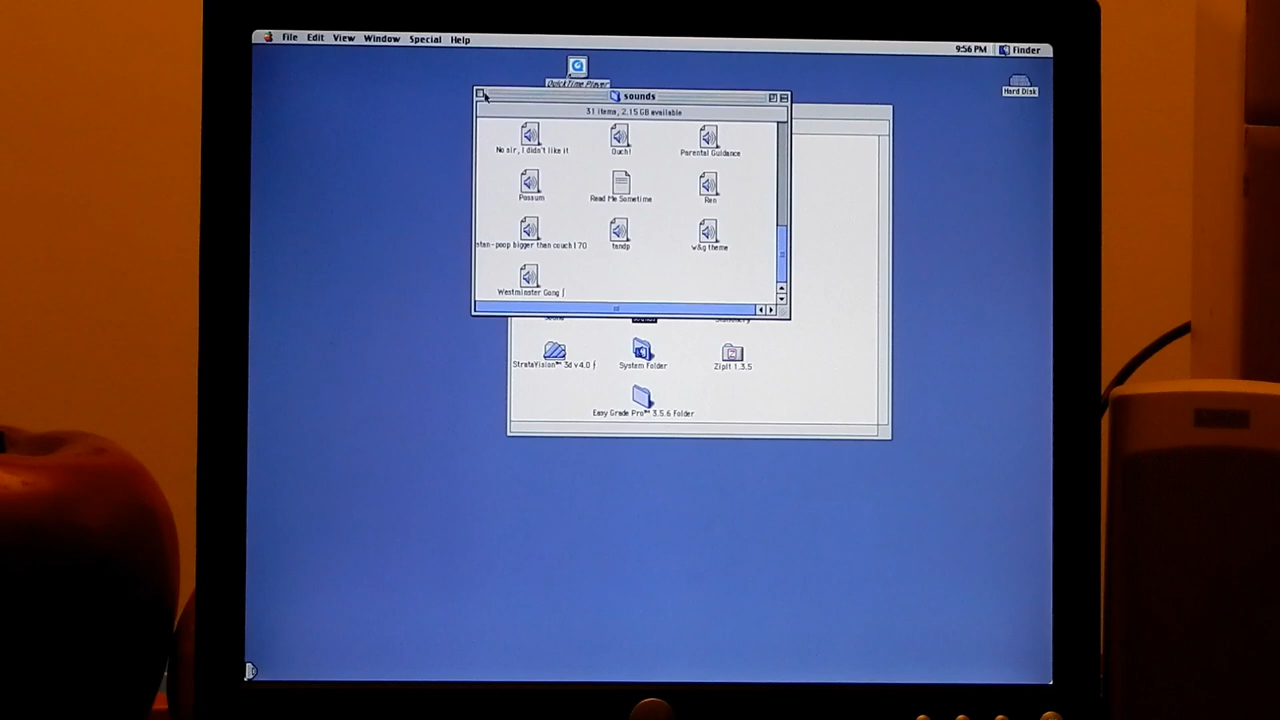 File Edit View Window Special Help
9:56 PM Finder
QuickTime Player
Hard Disk
sounds
31 items, 2.15 GB available
No sir, I didn't like it
Ouch!
Parental Guidance
Possum
Read Me Sometime
Ren
stan-poop bigger than couch170
w&g theme
Westminster Gong ƒ
StrataVision™ 3d v4.0 ƒ
System Folder
ZipIt 1.3.5
Easy Grade Pro™ 3.5.6 Folder